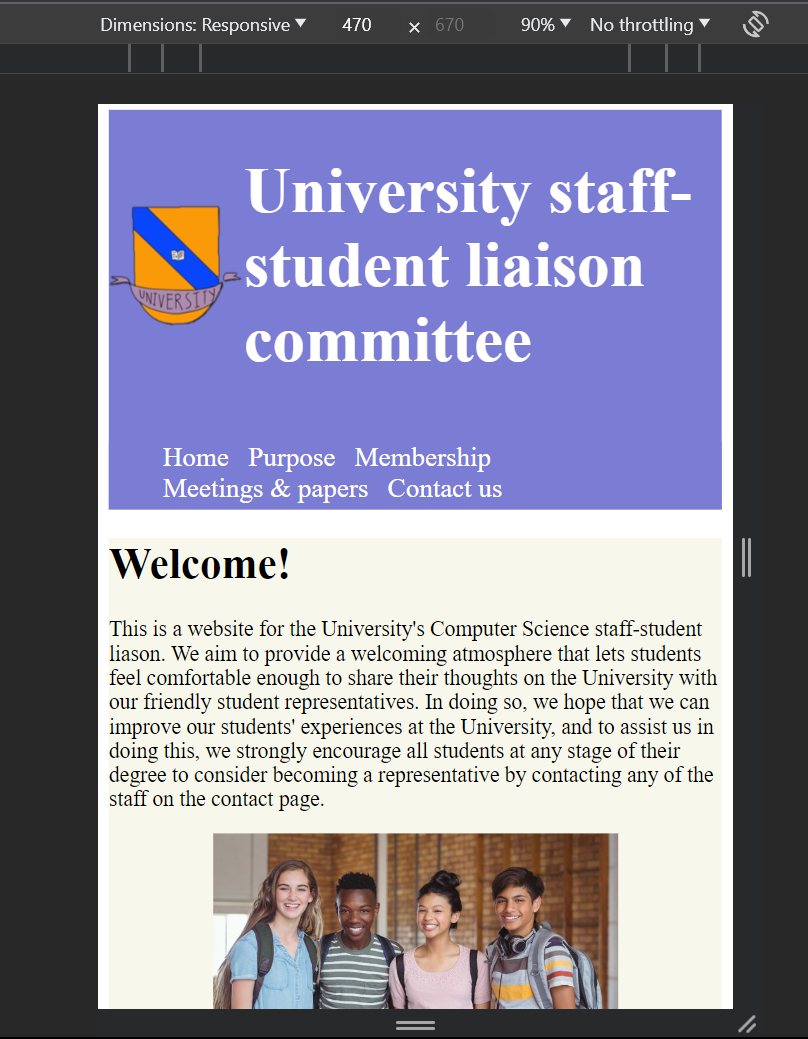 Dimensions: Responsive 470 × 670 90% No throttling
University staff-
student liaison
committee
UNIVERSITY
Home Purpose Membership
Meetings & papers Contact us
Welcome!
This is a website for the University's Computer Science staff-student
liason. We aim to provide a welcoming atmosphere that lets students
feel comfortable enough to share their thoughts on the University with
our friendly student representatives. In doing so, we hope that we can
improve our students' experiences at the University, and to assist us in
doing this, we strongly encourage all students at any stage of their
degree to consider becoming a representative by contacting any of the
staff on the contact page.